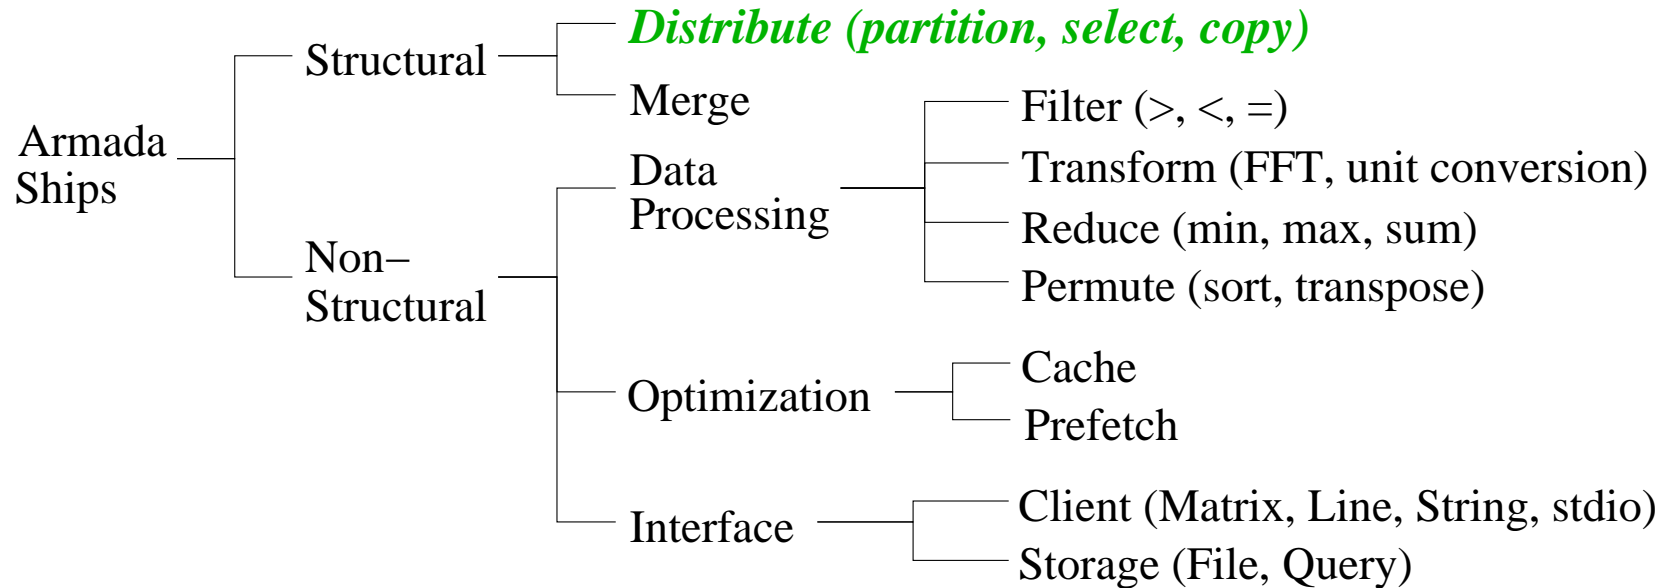 Armada
Ships
Structural
Distribute (partition, select, copy)
Merge
Non−
Structural
Data
Processing
Filter (>, <, =)
Transform (FFT, unit conversion)
Reduce (min, max, sum)
Permute (sort, transpose)
Optimization
Cache
Prefetch
Interface
Client (Matrix, Line, String, stdio)
Storage (File, Query)